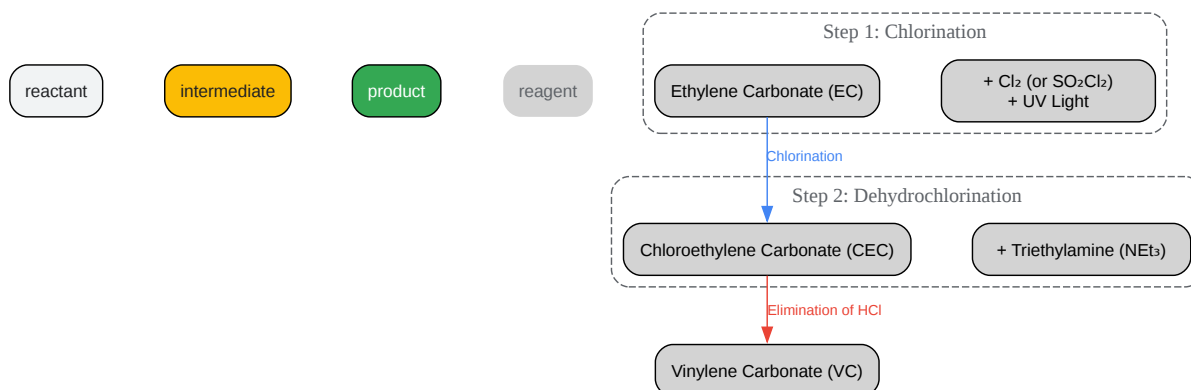 reactant
intermediate
product
reagent
Step 1: Chlorination
Ethylene Carbonate (EC)
+ Cl₂ (or SO₂Cl₂)
+ UV Light
Chlorination
Step 2: Dehydrochlorination
Chloroethylene Carbonate (CEC)
+ Triethylamine (NEt₃)
Elimination of HCl
Vinylene Carbonate (VC)